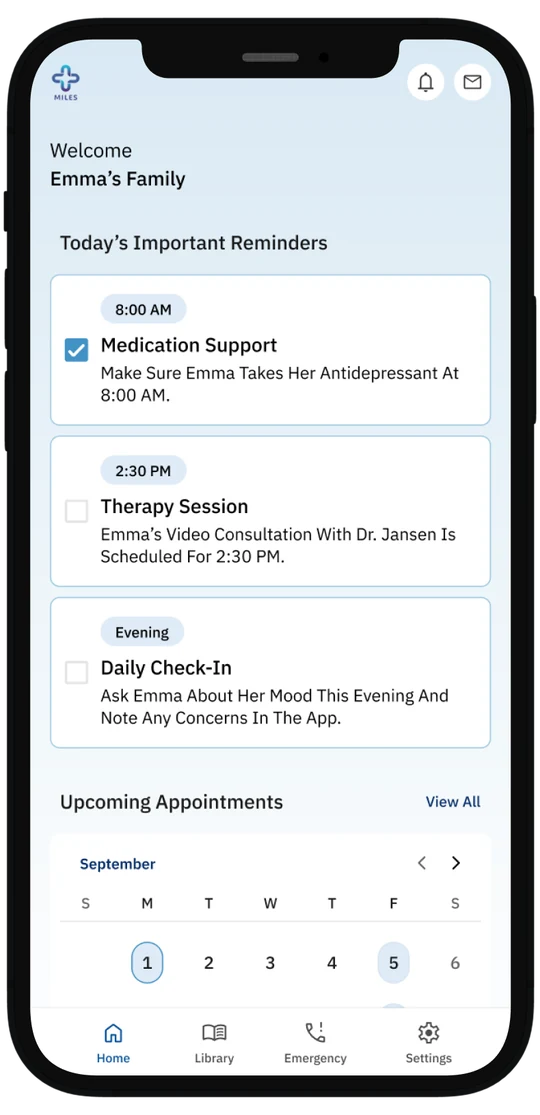 MILES
Welcome
Emma’s Family
Today’s Important Reminders
8:00 AM
Medication Support
Make Sure Emma Takes Her Antidepressant At
8:00 AM.
2:30 PM
Therapy Session
Emma’s Video Consultation With Dr. Jansen Is
Scheduled For 2:30 PM.
Evening
Daily Check-In
Ask Emma About Her Mood This Evening And
Note Any Concerns In The App.
Upcoming Appointments View All
September
S M T W T F S
1 2 3 4 5 6
Home Library Emergency Settings